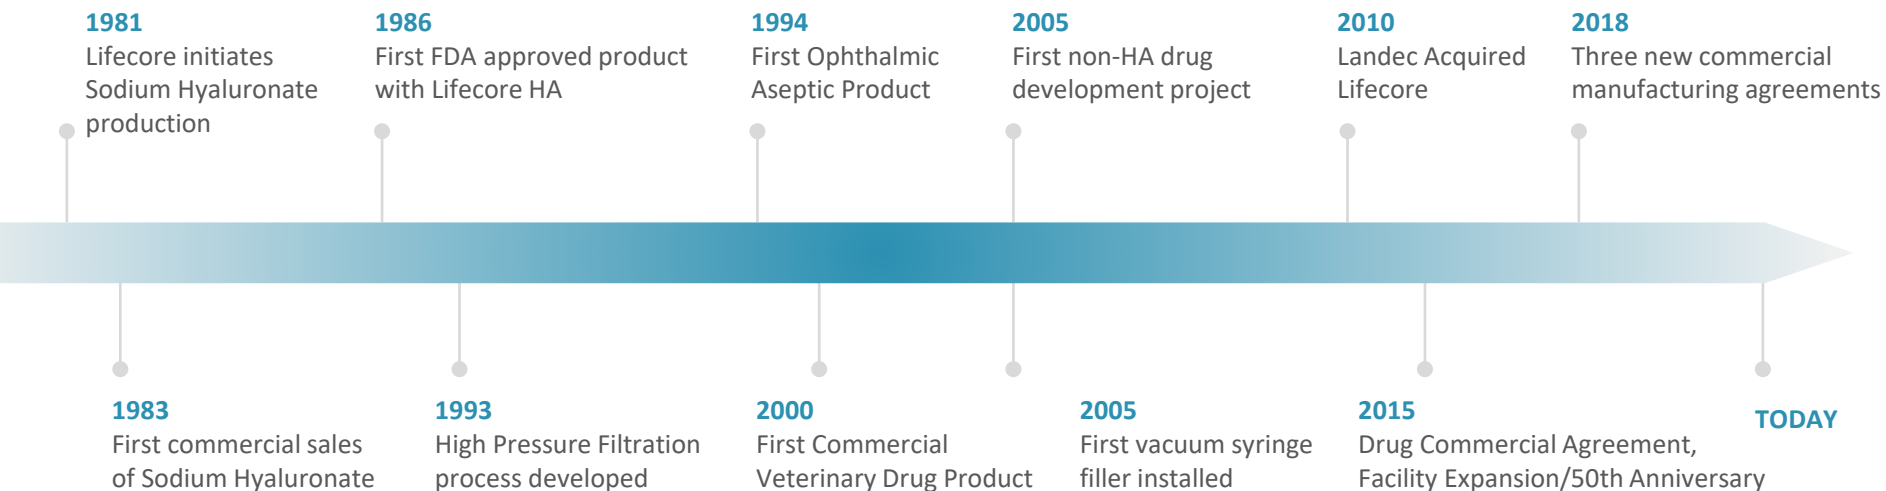 1981
Lifecore initiates
Sodium Hyaluronate
production
1986
First FDA approved product
with Lifecore HA
1994
First Ophthalmic
Aseptic Product
2005
First non-HA drug
development project
2010
Landec Acquired
Lifecore
2018
Three new commercial
manufacturing agreements
1983
First commercial sales
of Sodium Hyaluronate
1993
High Pressure Filtration
process developed
2000
First Commercial
Veterinary Drug Product
2005
First vacuum syringe
filler installed
2015
Drug Commercial Agreement,
Facility Expansion/50th Anniversary
TODAY